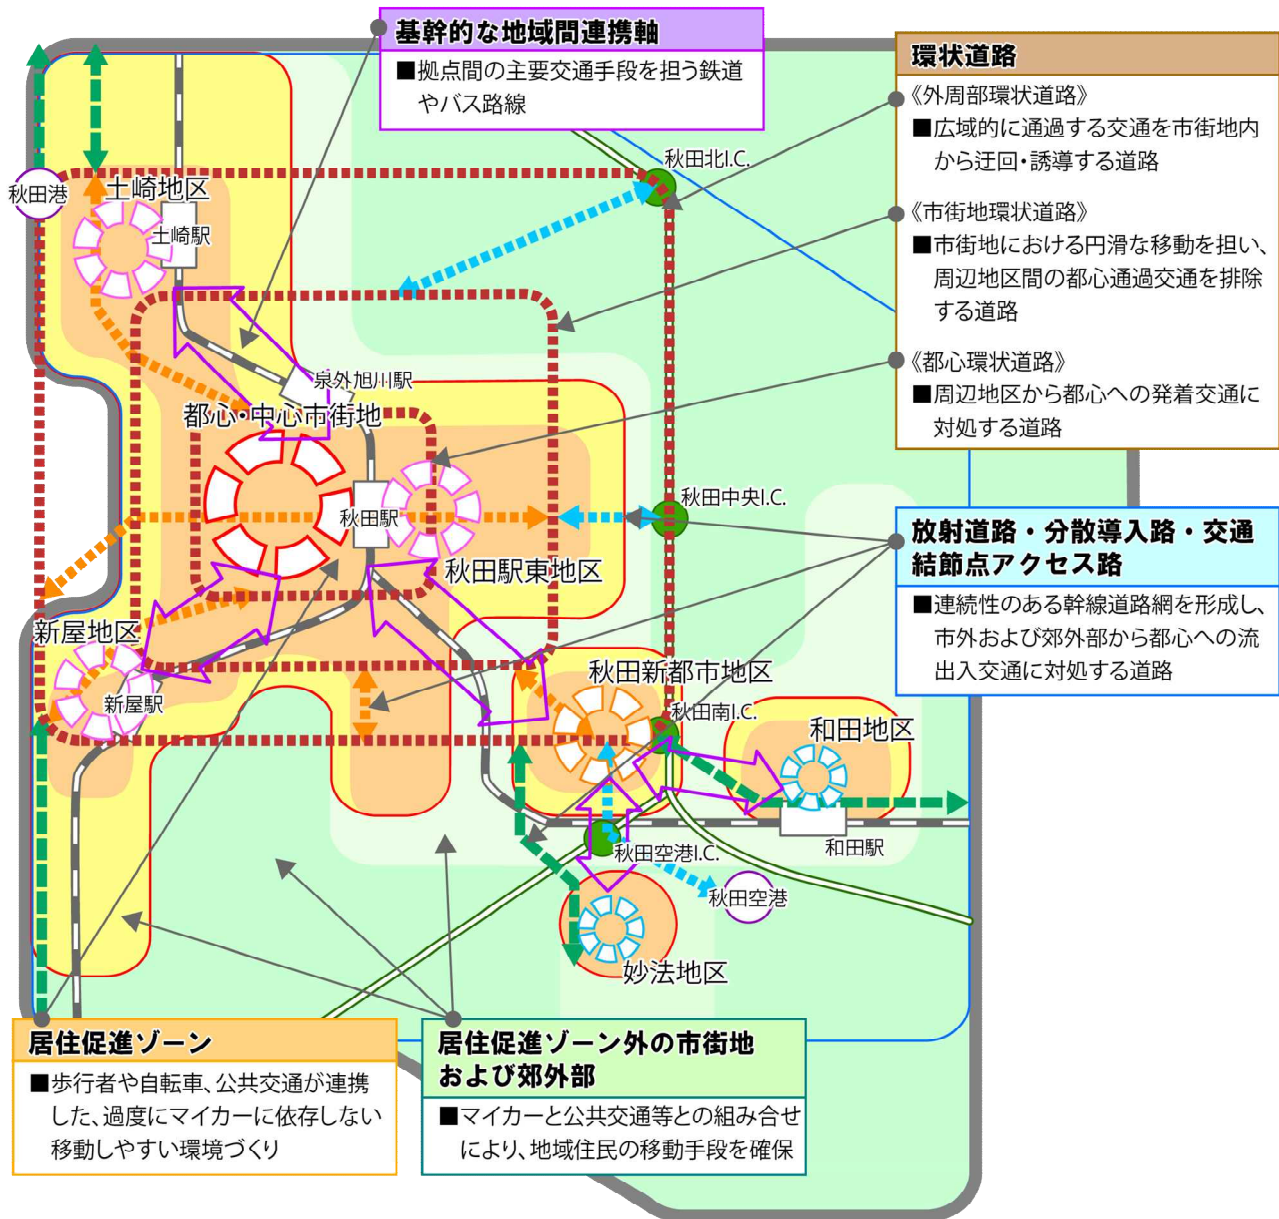 基幹的な地域間連携軸
■拠点間の主要交通手段を担う鉄道
やバス路線
環状道路
《外周部環状道路》
■広域的に通過する交通を市街地内
から迂回・誘導する道路
《市街地環状道路》
■市街地における円滑な移動を担い、
周辺地区間の都心通過交通を排除
する道路
《都心環状道路》
■周辺地区から都心への発着交通に
対処する道路
秋田北I.C.
秋田港
土崎地区
土崎駅
泉外旭川駅
都心・中心市街地
秋田駅
秋田中央I.C.
秋田駅東地区
放射道路・分散導入路・交通
結節点アクセス路
■連続性のある幹線道路網を形成し、
市外および郊外部から都心への流
出入交通に対処する道路
新屋地区
新屋駅
秋田新都市地区
秋田南I.C.
和田地区
和田駅
秋田空港I.C.
秋田空港
妙法地区
居住促進ゾーン
■歩行者や自転車、公共交通が連携
した、過度にマイカーに依存しない
移動しやすい環境づくり
居住促進ゾーン外の市街地
および郊外部
■マイカーと公共交通等との組み合せ
により、地域住民の移動手段を確保